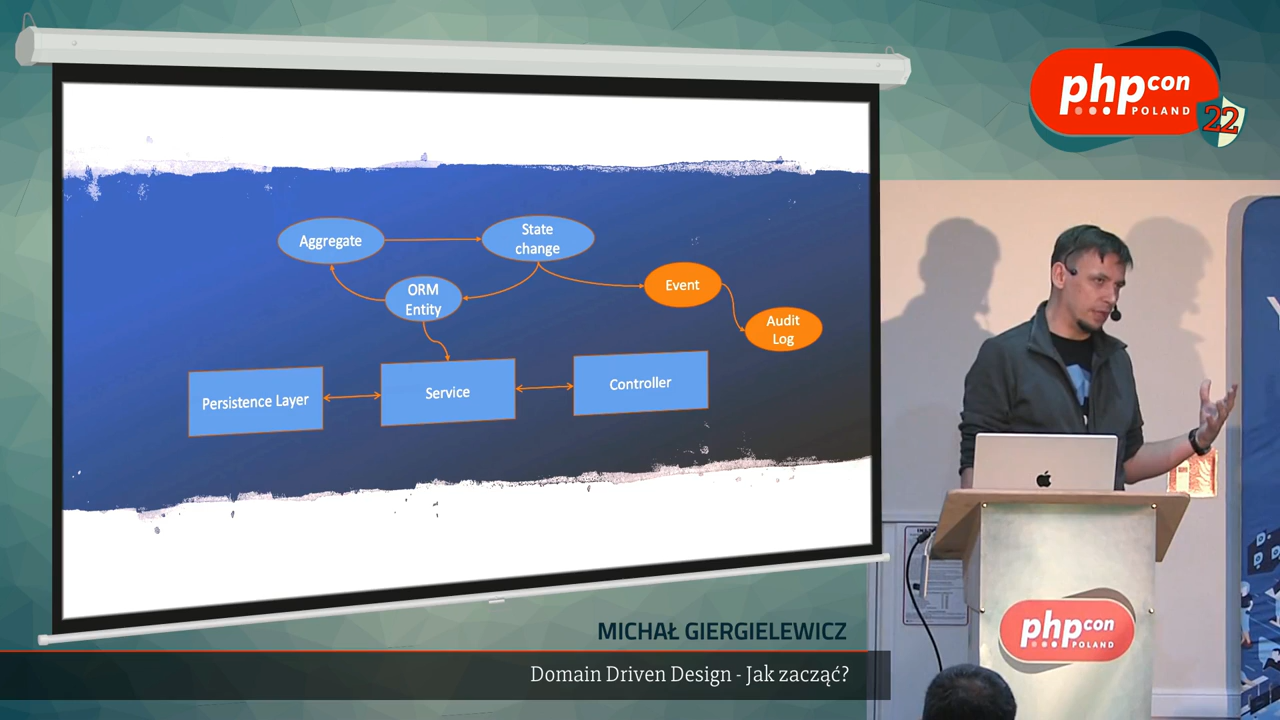 php con
POLAND
22
Aggregate
State
change
ORM
Entity
Event
Audit
Log
Persistence Layer
Service
Controller
MICHAŁ GIERGIELEWICZ
Domain Driven Design - Jak zacząć?
php con
POLAND